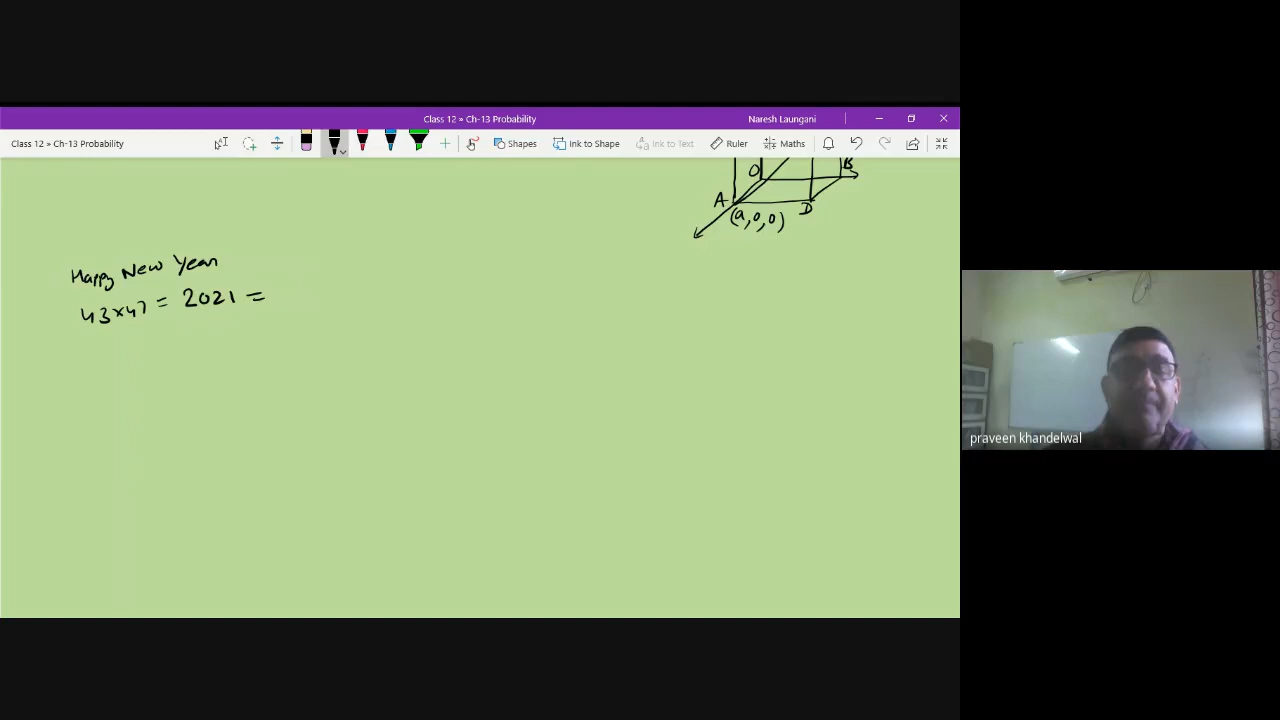 Class 12 » Ch-13 Probability
Naresh Laungani
Class 12 » Ch-13 Probability
Shapes
Ink to Shape
Ink to Text
Ruler
Maths
O
B
A
D
(a,0,0)
Happy New Year
43×47 = 2021 =
praveen khandelwal